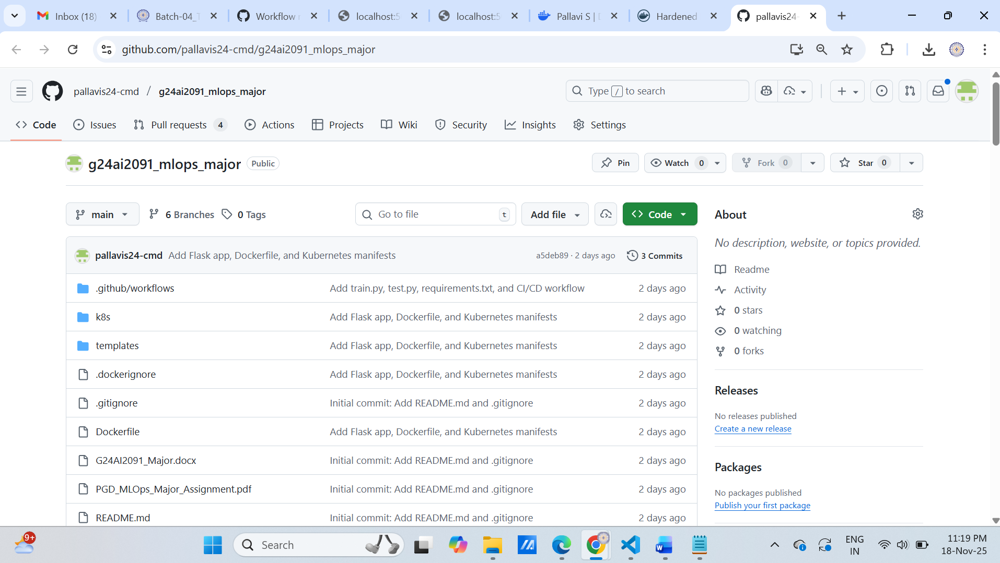 Inbox (18)
Batch-04_T
Workflow r
localhost:5
localhost:5
Pallavi S | D
Hardened
pallavis24-
github.com/pallavis24-cmd/g24ai2091_mlops_major
pallavis24-cmd / g24ai2091_mlops_major
Type / to search
Code
Issues
Pull requests 4
Actions
Projects
Wiki
Security
Insights
Settings
g24ai2091_mlops_major Public
Pin
Watch 0
Fork 0
Star 0
main
6 Branches
0 Tags
Go to file t
Add file
Code
pallavis24-cmd Add Flask app, Dockerfile, and Kubernetes manifests a5deb89 · 2 days ago 3 Commits
.github/workflows Add train.py, test.py, requirements.txt, and CI/CD workflow 2 days ago
k8s Add Flask app, Dockerfile, and Kubernetes manifests 2 days ago
templates Add Flask app, Dockerfile, and Kubernetes manifests 2 days ago
.dockerignore Add Flask app, Dockerfile, and Kubernetes manifests 2 days ago
.gitignore Initial commit: Add README.md and .gitignore 2 days ago
Dockerfile Add Flask app, Dockerfile, and Kubernetes manifests 2 days ago
G24AI2091_Major.docx Initial commit: Add README.md and .gitignore 2 days ago
PGD_MLOps_Major_Assignment.pdf Initial commit: Add README.md and .gitignore 2 days ago
README.md Initial commit: Add README.md and .gitignore 2 days ago
About
No description, website, or topics provided.
Readme
Activity
0 stars
0 watching
0 forks
Releases
No releases published
Create a new release
Packages
No packages published
Publish your first package
9+
Search
ENG
IN
11:19 PM
18-Nov-25